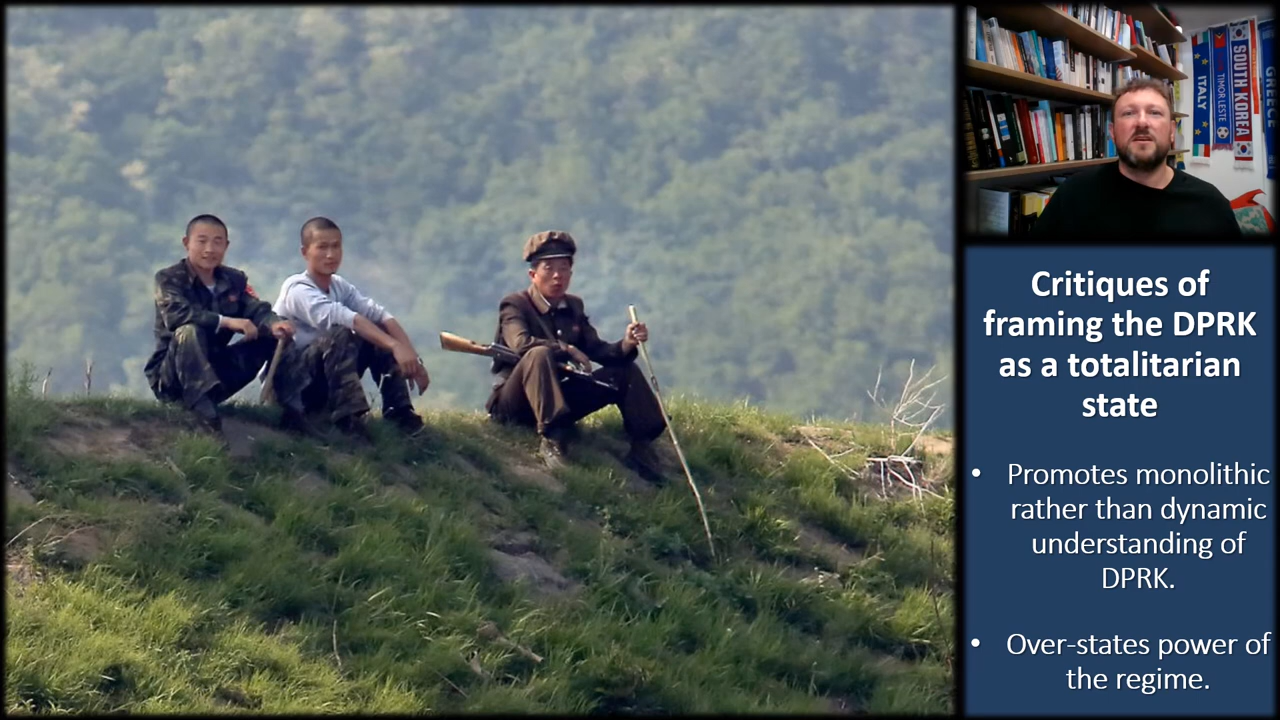 ITALY
TIMOR LESTE
SOUTH KOREA
GREECE
Critiques of
framing the DPRK
as a totalitarian
state
• Promotes monolithic
rather than dynamic
understanding of
DPRK.
• Over-states power of
the regime.